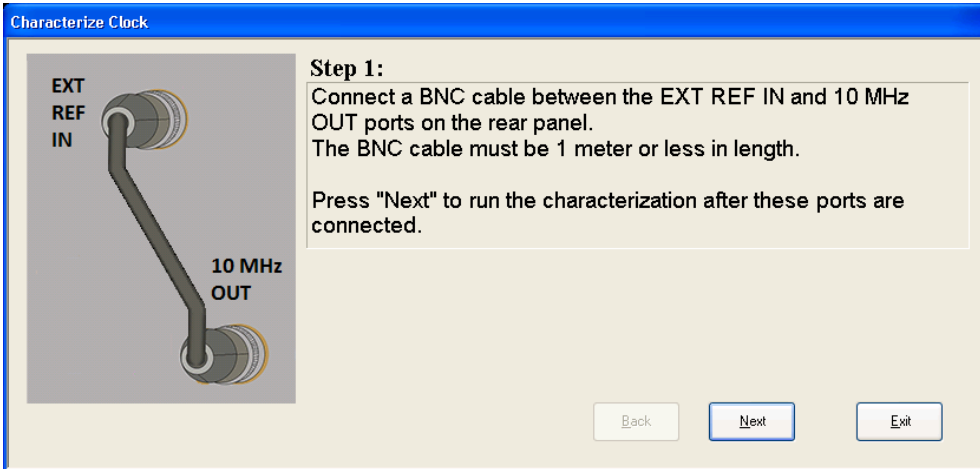 Characterize Clock
EXT
REF
IN
10 MHz
OUT
Step 1:
Connect a BNC cable between the EXT REF IN and 10 MHz
OUT ports on the rear panel.
The BNC cable must be 1 meter or less in length.
Press "Next" to run the characterization after these ports are
connected.
Back
Next
Exit